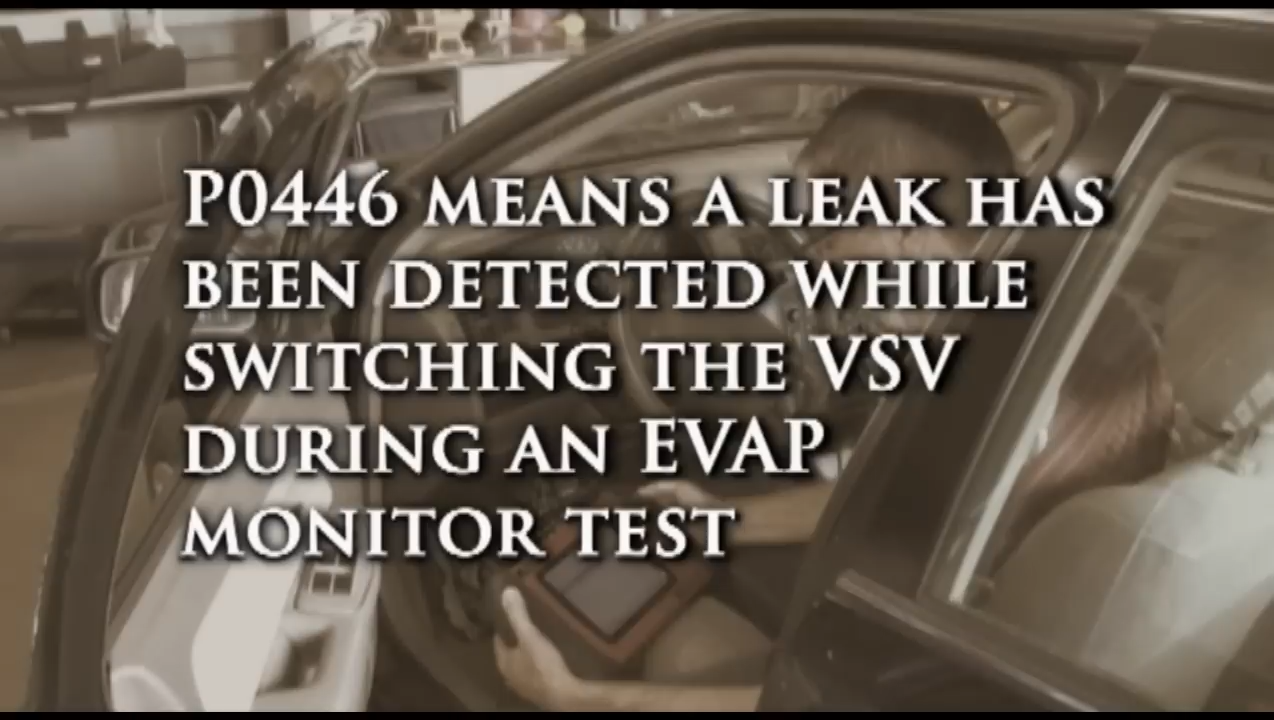 P0446 MEANS A LEAK HAS
BEEN DETECTED WHILE
SWITCHING THE VSV
DURING AN EVAP
MONITOR TEST